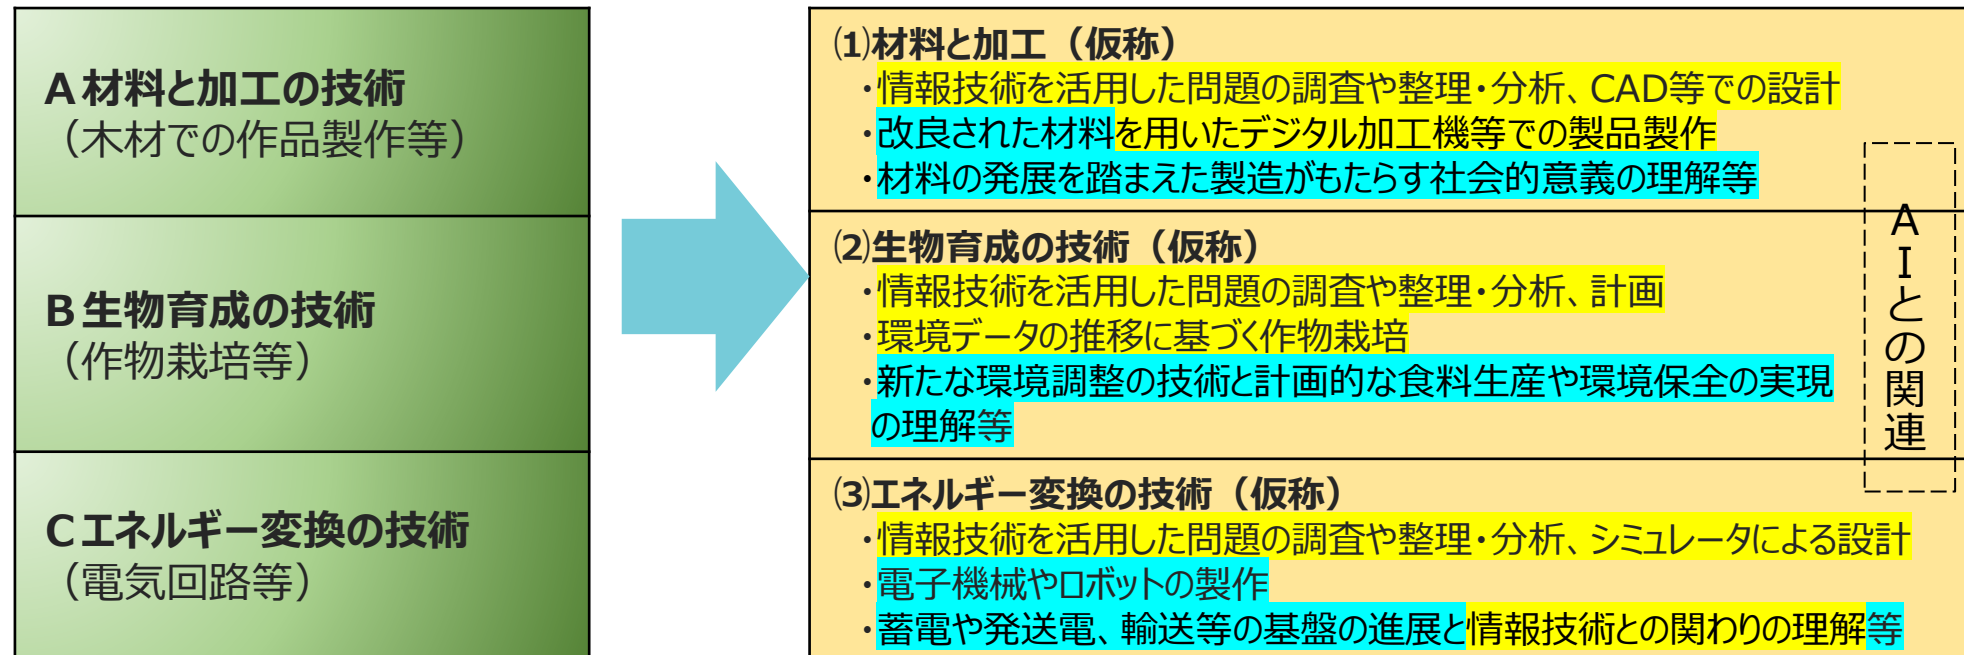 A材料と加工の技術
（木材での作品製作等）
B生物育成の技術
（作物栽培等）
Cエネルギー変換の技術
（電気回路等）
⑴材料と加工（仮称）
・情報技術を活用した問題の調査や整理・分析、CAD等での設計
・改良された材料を用いたデジタル加工機等での製品製作
・材料の発展を踏まえた製造がもたらす社会的意義の理解等
⑵生物育成の技術（仮称）
・情報技術を活用した問題の調査や整理・分析、計画
・環境データの推移に基づく作物栽培
・新たな環境調整の技術と計画的な食料生産や環境保全の実現
の理解等
⑶エネルギー変換の技術（仮称）
・情報技術を活用した問題の調査や整理・分析、シミュレータによる設計
・電子機械やロボットの製作
・蓄電や発送電、輸送等の基盤の進展と情報技術との関わりの理解等
AIとの関連